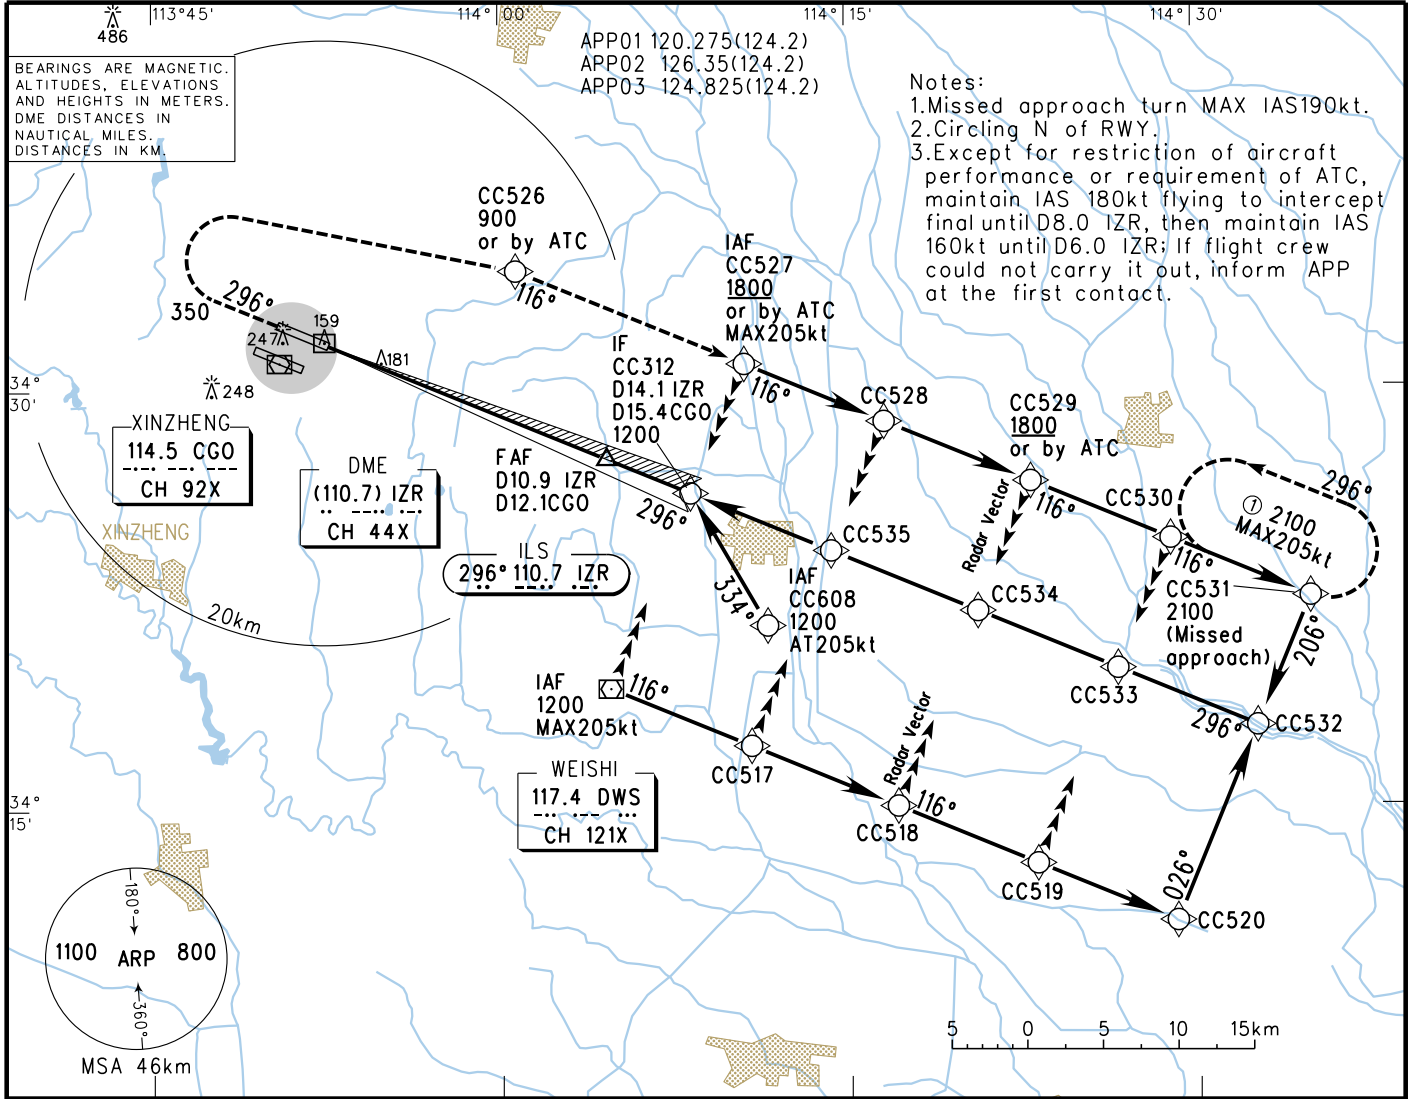 113°45'
114°00'
114°15'
114°30'
486
BEARINGS ARE MAGNETIC.
ALTITUDES, ELEVATIONS
AND HEIGHTS IN METERS.
DME DISTANCES IN
NAUTICAL MILES.
DISTANCES IN KM.
APP01 120.275(124.2)
APP02 126.35(124.2)
APP03 124.825(124.2)
Notes:
1.Missed approach turn MAX IAS190kt.
2.Circling N of RWY.
3.Except for restriction of aircraft
performance or requirement of ATC,
maintain IAS 180kt flying to intercept
final until D8.0 IZR, then maintain IAS
160kt until D6.0 IZR; If flight crew
could not carry it out, inform APP
at the first contact.
CC526
900
or by ATC
116°
IAF
CC527
1800
or by ATC
MAX205kt
116°
296°
350
159
247
181
248
34°
30'
IF
CC312
D14.1 IZR
D15.4CGO
1200
CC528
CC529
1800
or by ATC
116°
XINZHENG
114.5 CGO
CH 92X
DME
(110.7) IZR
CH 44X
FAF
D10.9 IZR
D12.1CGO
296°
CC530
116°
296°
① 2100
MAX205kt
Radar Vector
XINZHENG
ILS
296° 110.7 IZR
CC535
CC534
CC531
2100
(Missed
approach)
206°
334°
IAF
CC608
1200
AT205kt
20km
CC533
296°
CC532
IAF
1200
MAX205kt
116°
CC517
Radar Vector
116°
CC518
WEISHI
117.4 DWS
CH 121X
34°
15'
CC519
026°
CC520
180°
1100
ARP
800
360°
MSA 46km
5 0 5 10 15km